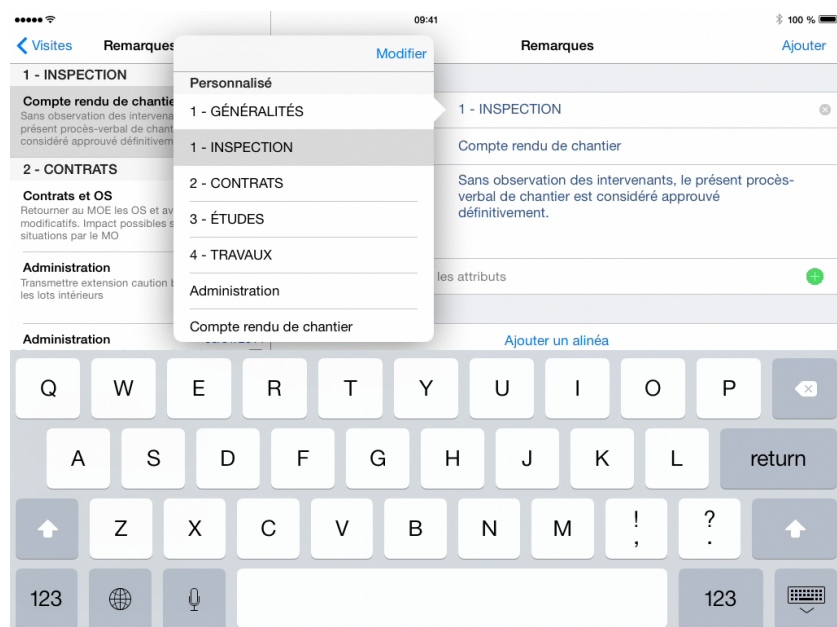 09:41
100 %
Visites
Remarques
1 - INSPECTION
Compte rendu de chantie
Sans observation des intervena
présent procès-verbal de chant
considéré approuvé définitivem
2 - CONTRATS
Contrats et OS
Retourner au MOE les OS et av
modificatifs. Impact possibles s
situations par le MO
Administration
Transmettre extension caution b
les lots intérieurs
Administration
Modifier
Personnalisé
1 - GÉNÉRALITÉS
1 - INSPECTION
2 - CONTRATS
3 - ÉTUDES
4 - TRAVAUX
Administration
Compte rendu de chantier
Remarques
Ajouter
1 - INSPECTION
Compte rendu de chantier
Sans observation des intervenants, le présent procès-
verbal de chantier est considéré approuvé
définitivement.
les attributs
Ajouter un alinéa
Q W E R T Y U I O P
A S D F G H J K L return
Z X C V B N M ! , ? .
123 123